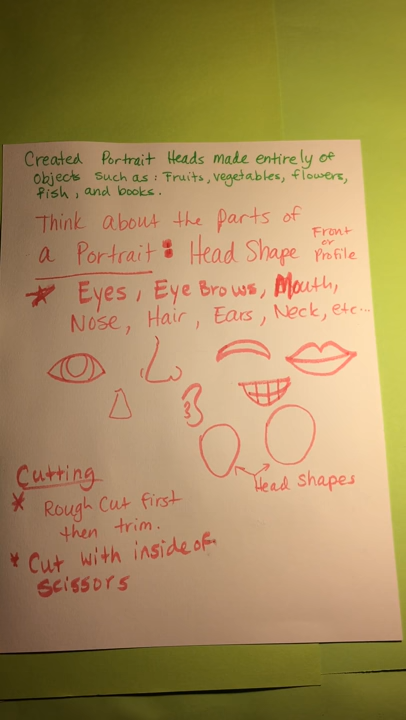 Created Portrait Heads made entirely of
Objects such as: Fruits, vegetables, flowers,
fish, and books.
Think about the parts of
a Portrait: Head Shape Front
or
Profile
* Eyes, Eye Brows, Mouth,
Nose, Hair, Ears, Neck, etc...
Head Shapes
Cutting
* Rough Cut first
then trim.
* Cut with inside of
scissors